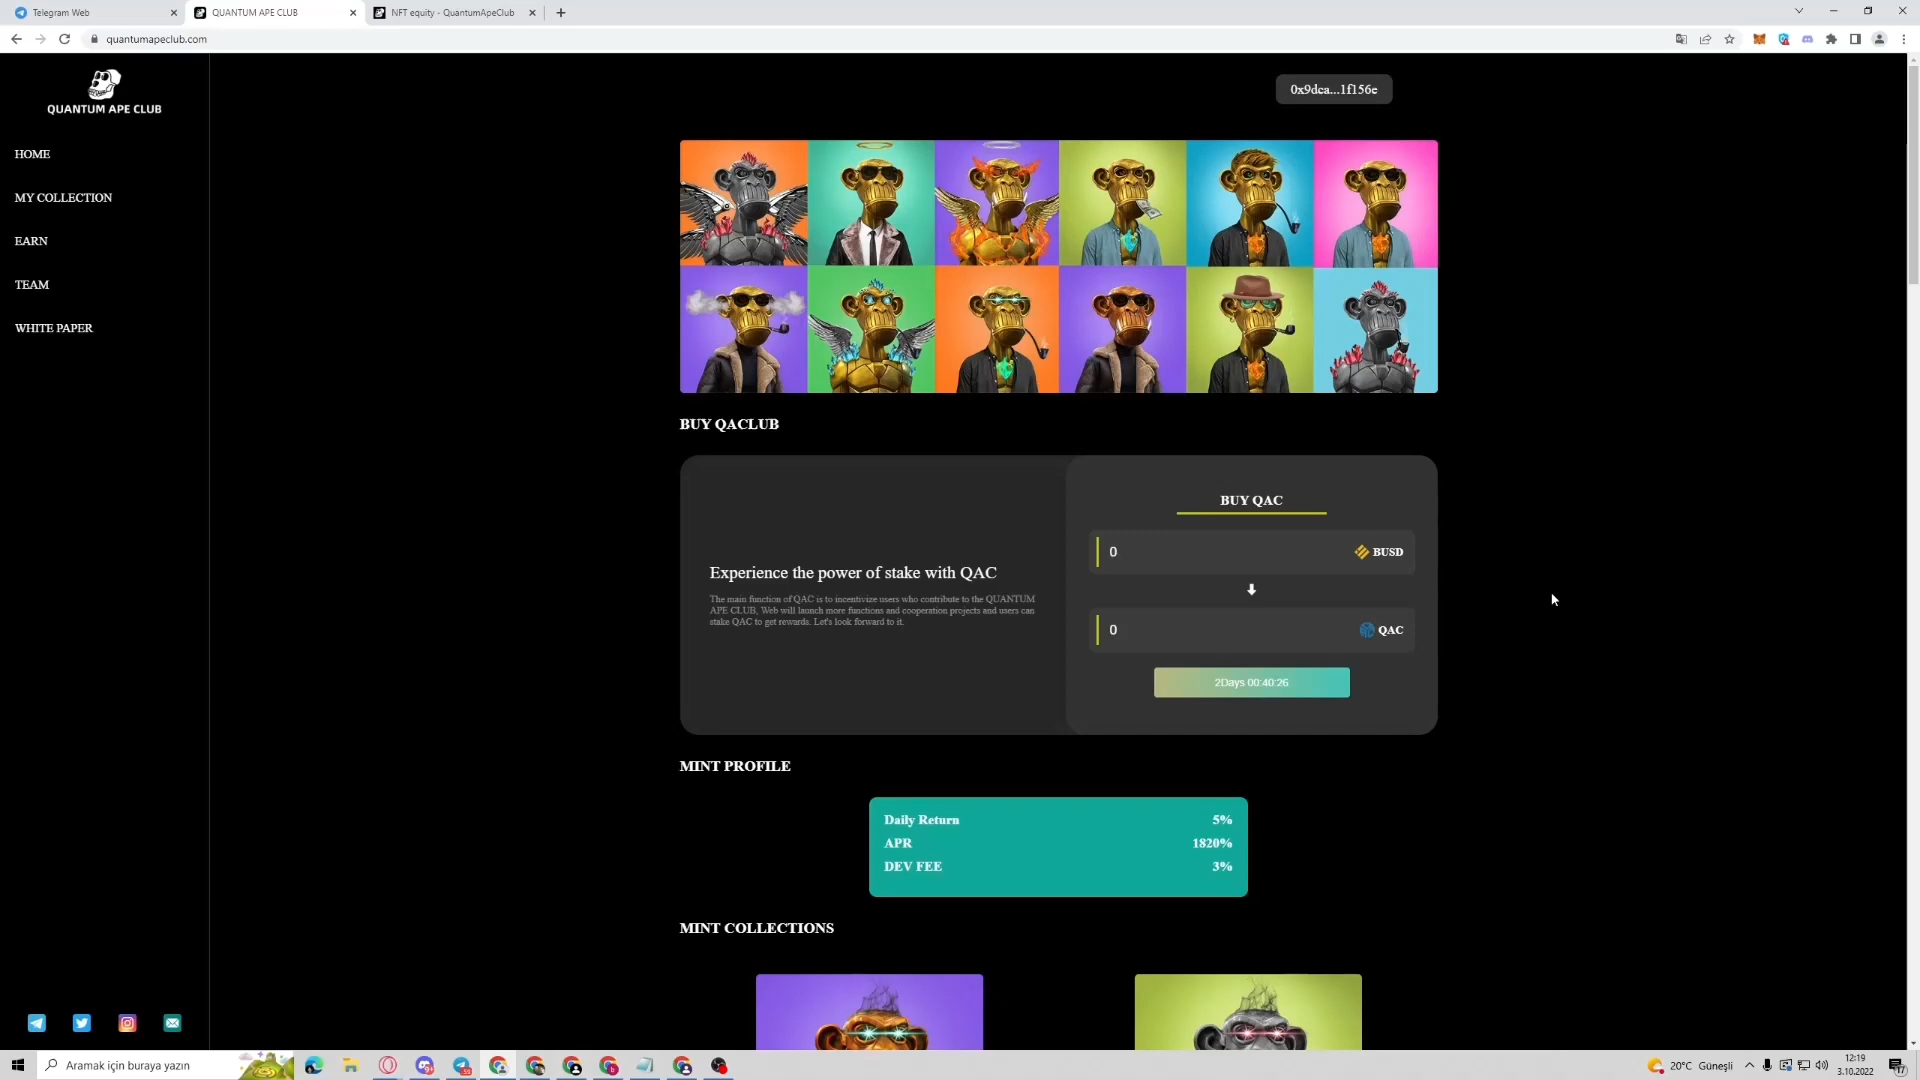 Telegram Web
QUANTUM APE CLUB
NFT equity - QuantumApeClub
quantumapeclub.com
QUANTUM APE CLUB
0x9dca...1f156e
HOME
MY COLLECTION
EARN
TEAM
WHITE PAPER
BUY QACLUB
BUY QAC
0
BUSD
Experience the power of stake with QAC
The main function of QAC is to incentivize users who contribute to the QUANTUM
APE CLUB, Web will launch more functions and cooperation projects and users can
stake QAC to get rewards. Let's look forward to it.
0
QAC
2Days 00:40:26
MINT PROFILE
Daily Return 5%
APR 1820%
DEV FEE 3%
MINT COLLECTIONS
Aramak için buraya yazın
20°C Güneşli
12:19
3.10.2022